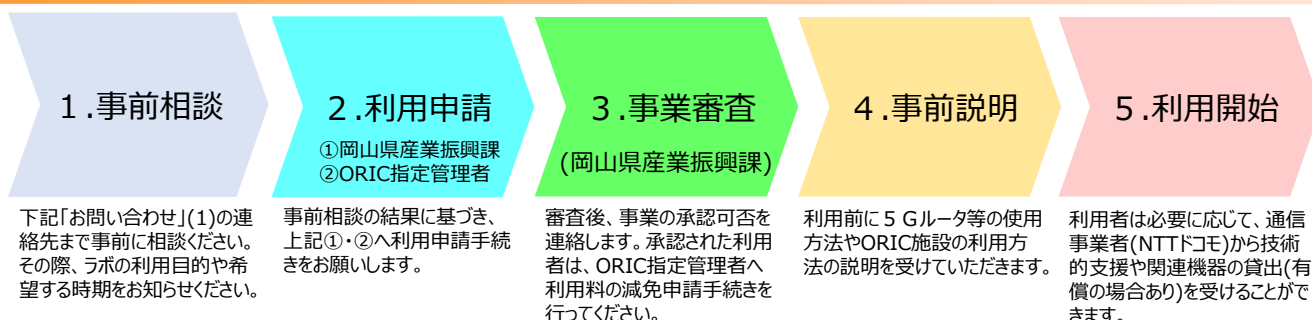 １.事前相談
２.利用申請
①岡山県産業振興課
②ORIC指定管理者
３.事業審査
(岡山県産業振興課)
４.事前説明
５.利用開始
下記「お問い合わせ」(1)の連
絡先まで事前に相談ください。
その際、ラボの利用目的や希
望する時期をお知らせください。
事前相談の結果に基づき、
上記①・②へ利用申請手続
きをお願いします。
審査後、事業の承認可否を
連絡します。承認された利用
者は、ORIC指定管理者へ
利用料の減免申請手続きを
行ってください。
利用前に５Gルータ等の使用
方法やORIC施設の利用方
法の説明を受けていただきます。
利用者は必要に応じて、通信
事業者(NTTドコモ)から技術
的支援や関連機器の貸出(有
償の場合あり)を受けることがで
きます。